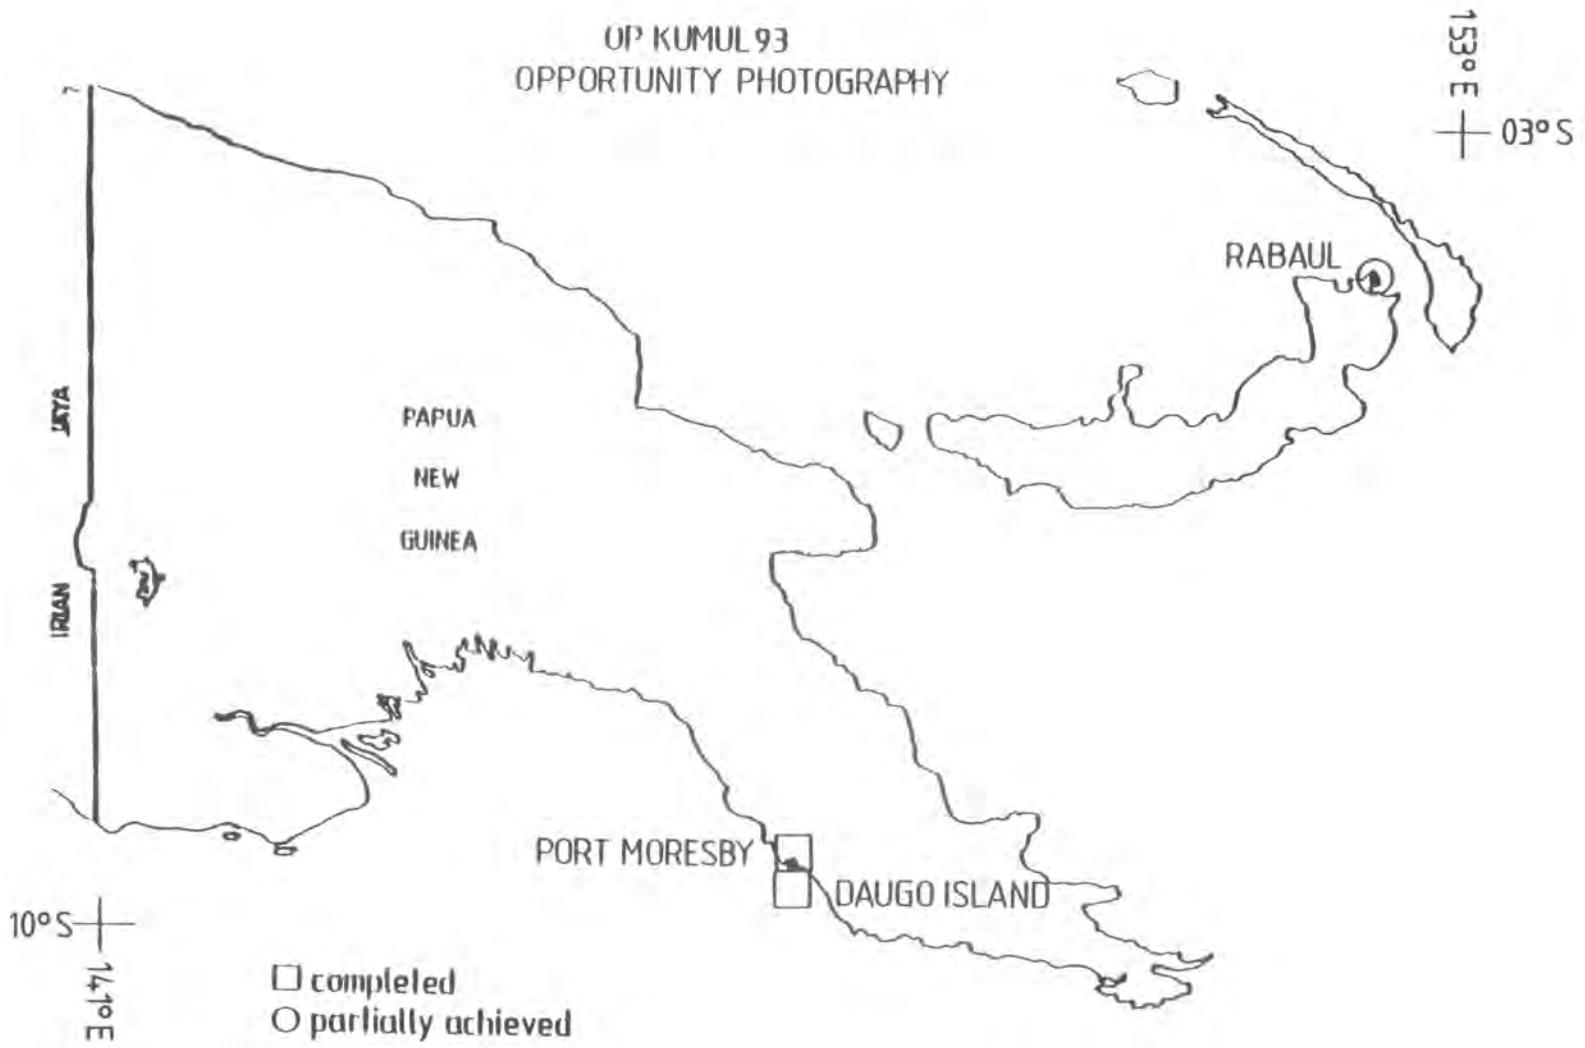 OP KUMUL 93
OPPORTUNITY PHOTOGRAPHY
153° E
03° S
RABAUL
IRIAN JAYA
PAPUA
NEW
GUINEA
PORT MORESBY
DAUGO ISLAND
10° S
141° E
completed
partially achieved